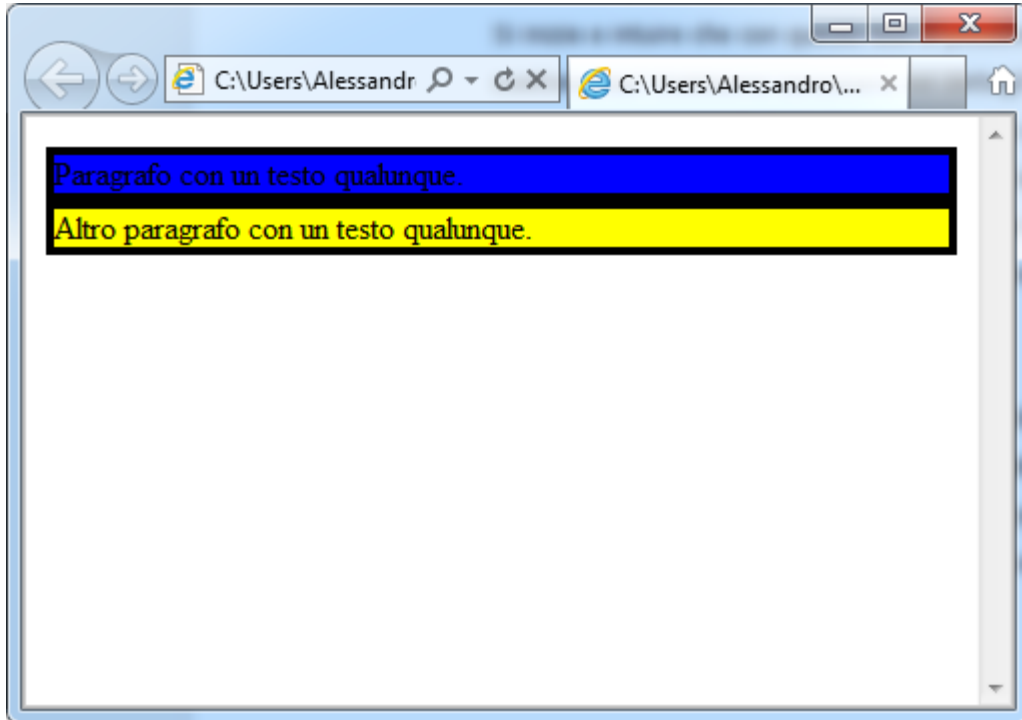 C:\Users\Alessandr
C:\Users\Alessandro\...
Paragrafo con un testo qualunque.
Altro paragrafo con un testo qualunque.